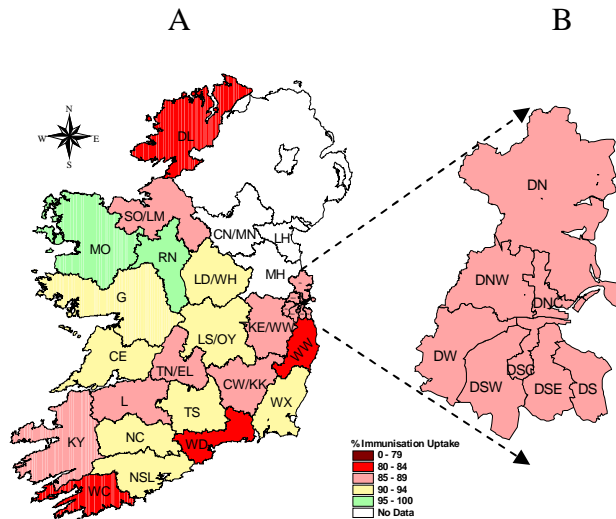 A
B
N
W E
S
DL
SO/LM
CN/MN
LH
MO
RN
MH
LD/WH
G
LS/OY
KE/WW
WW
CE
TN/EL
CW/KK
L
TS
WX
KY
NC
WD
WC
DN
DNW
DNC
DW
DSC
DSW
DSE
DS
% Immunisation Uptake
0 - 79
80 - 84
85 - 89
90 - 94
95 - 100
No Data